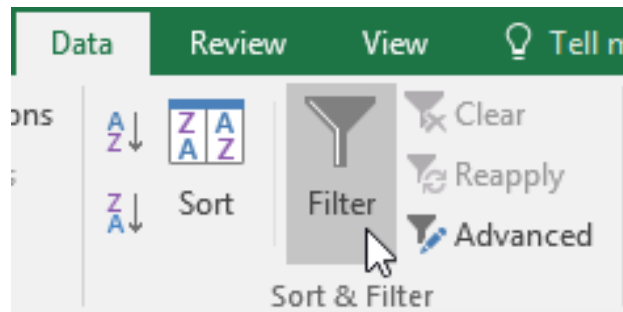 Data Review View Tell m
ons
A Z
Z A
A Z
Sort
Z A
Filter
Clear
Reapply
Advanced
Sort & Filter